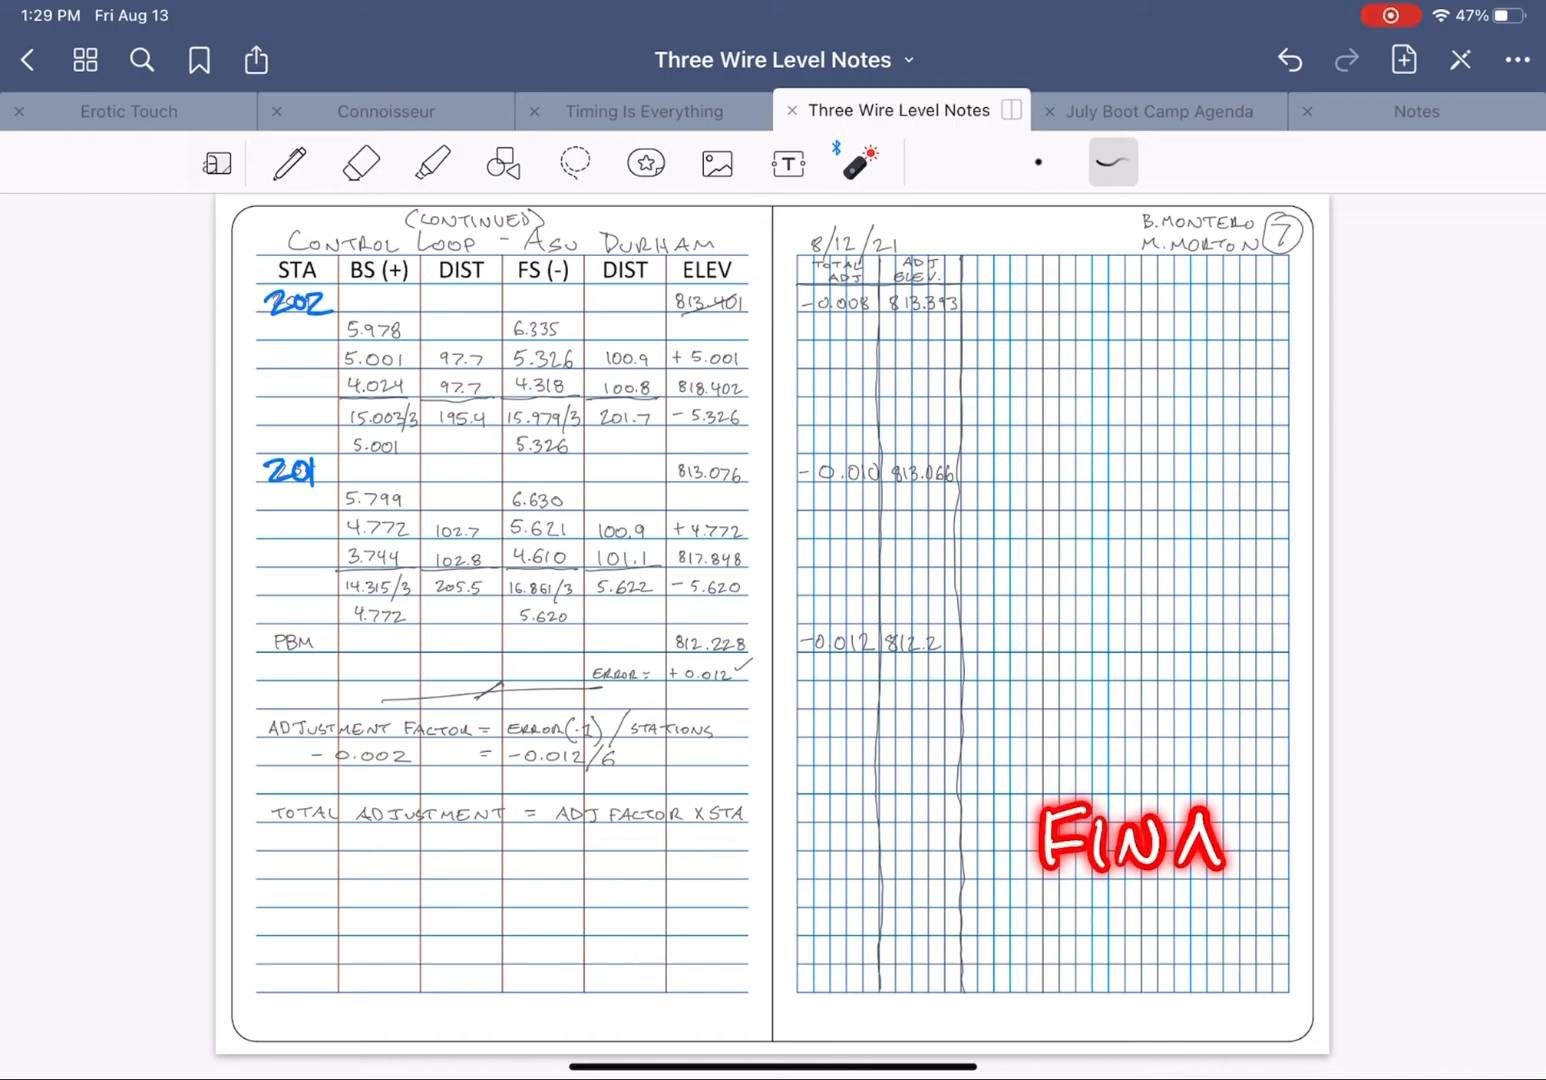 1:29 PM Fri Aug 13
47%
Three Wire Level Notes
Erotic Touch
Connoisseur
Timing Is Everything
Three Wire Level Notes
July Boot Camp Agenda
Notes
(CONTINUED)
CONTROL LOOP - ASU DURHAM
STA BS (+) DIST FS (-) DIST ELEV
202 813.401
5.978 6.335
5.001 97.7 5.326 100.9 + 5.001
4.024 97.7 4.318 100.8 818.402
15.003/3 195.4 15.979/3 201.7 - 5.326
5.001 5.326
201 813.076
5.799 6.630
4.772 102.7 5.621 100.9 + 4.772
3.744 102.8 4.610 101.1 817.848
14.315/3 205.5 16.861/3 5.622 - 5.620
4.772 5.620
PBM 812.228
ERROR = + 0.012 ✓
ADJUSTMENT FACTOR = ERROR(-1) / STATIONS
- 0.002 = -0.012/6
TOTAL ADJUSTMENT = ADJ FACTOR X STA
8/12/21
B. MONTERO
M. MORTON
7
TOTAL ADJ
ADJ ELEV.
-0.008 813.393
-0.010 813.066
-0.012 812.2
FINA